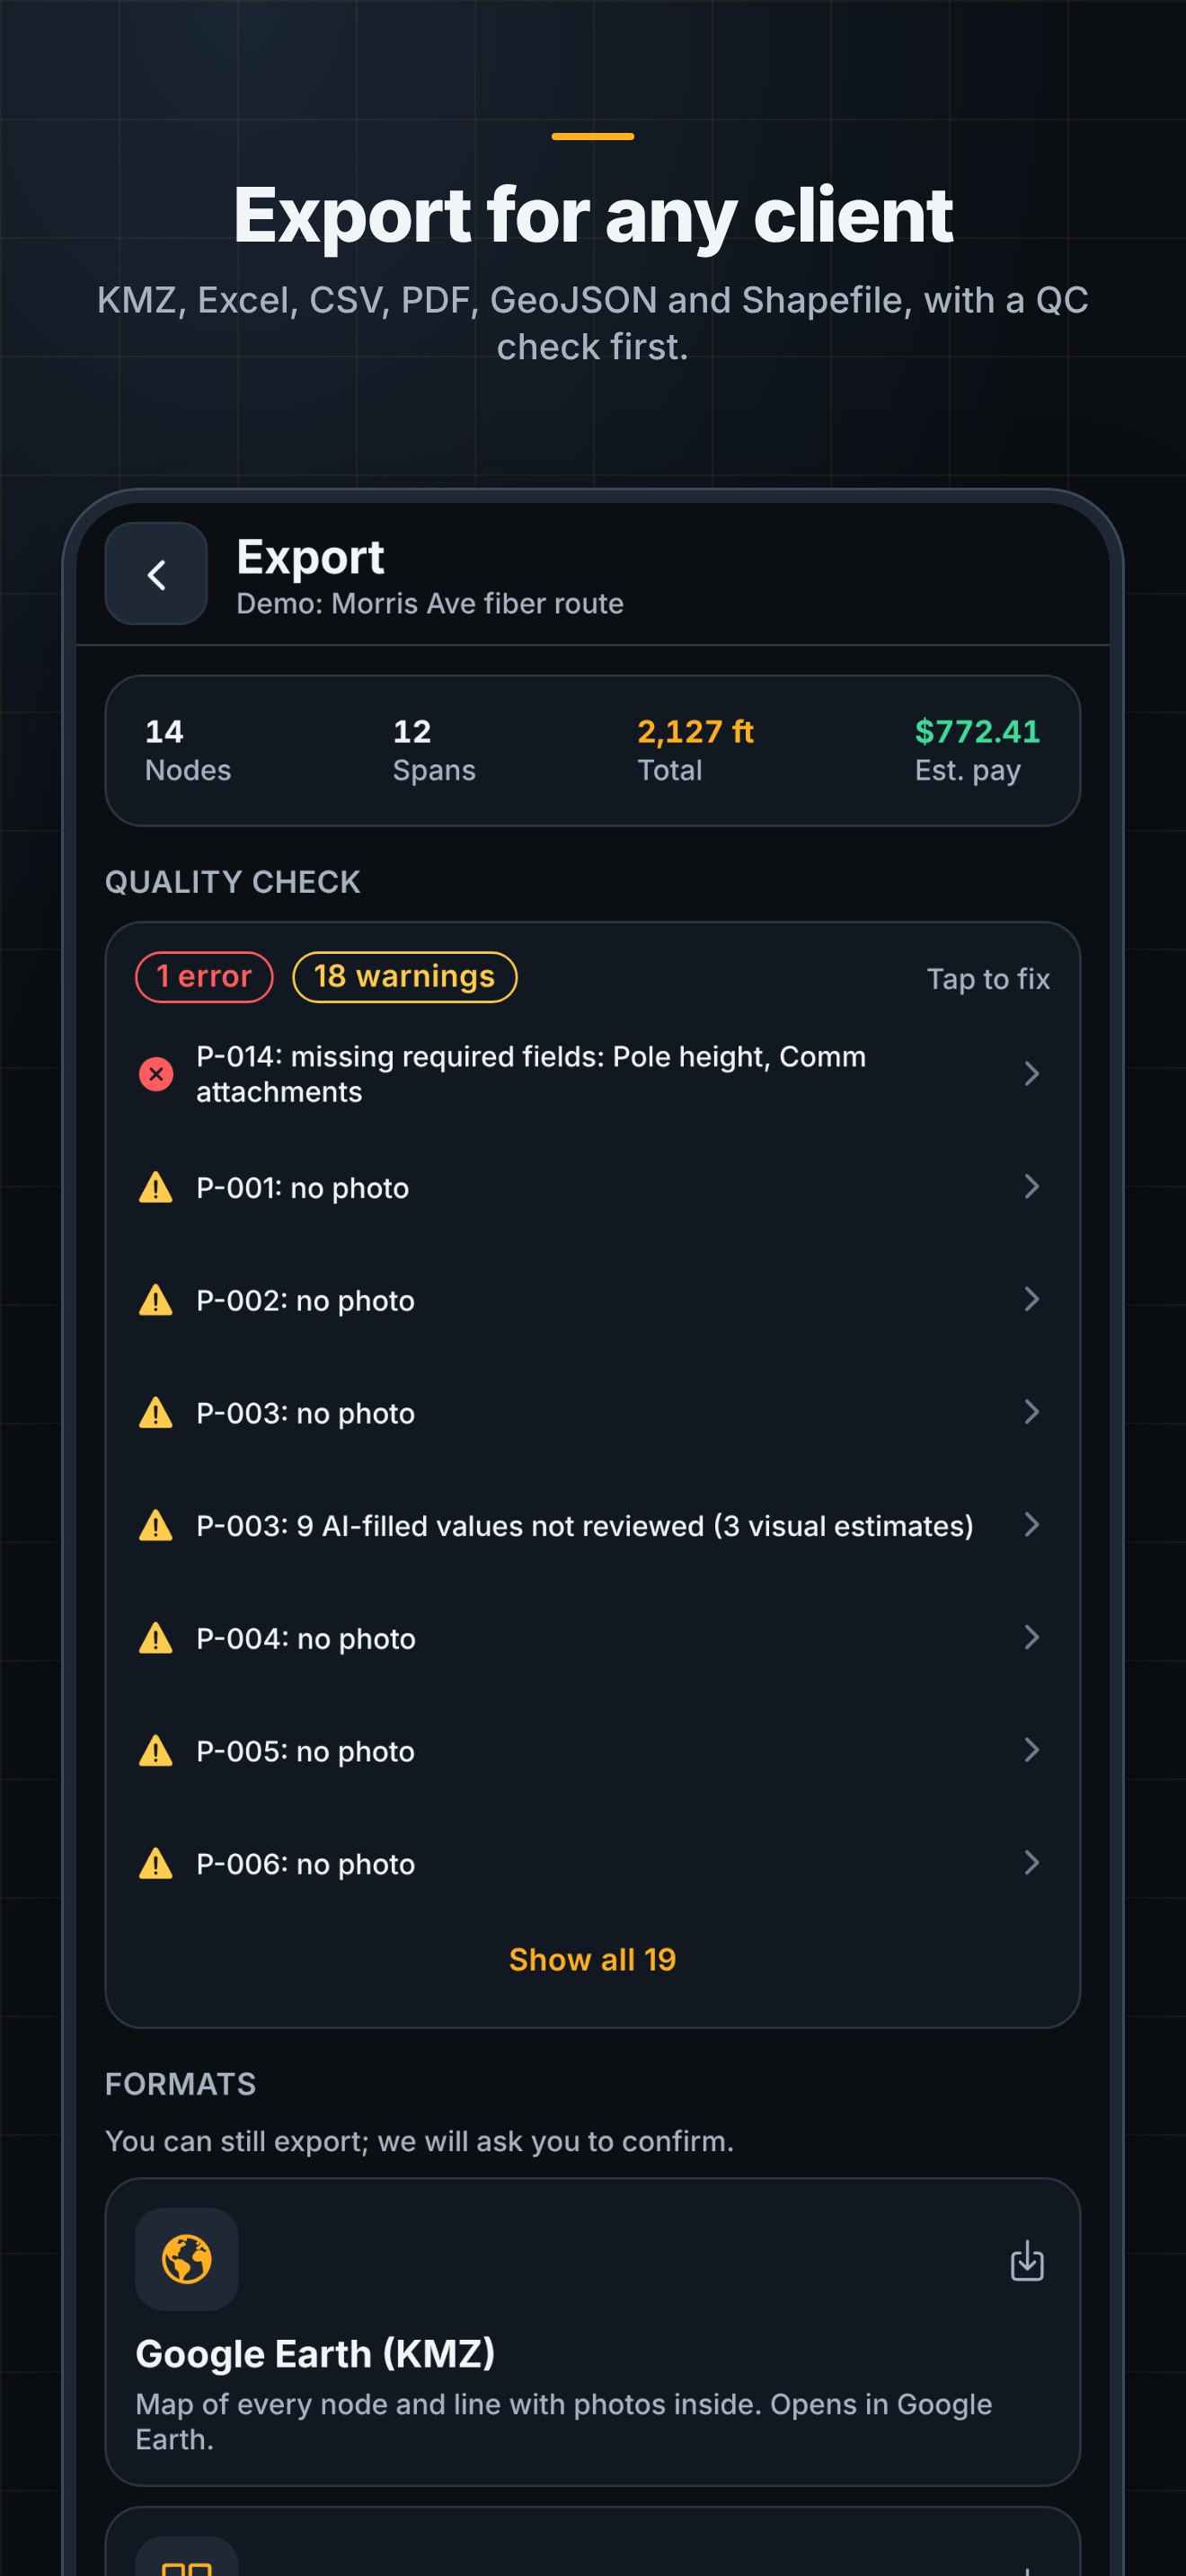 Export for any client
KMZ, Excel, CSV, PDF, GeoJSON and Shapefile, with a QC
check first.
Export
Demo: Morris Ave fiber route
14
Nodes
12
Spans
2,127 ft
Total
$772.41
Est. pay
QUALITY CHECK
1 error
18 warnings
Tap to fix
P-014: missing required fields: Pole height, Comm
attachments
P-001: no photo
P-002: no photo
P-003: no photo
P-003: 9 AI-filled values not reviewed (3 visual estimates)
P-004: no photo
P-005: no photo
P-006: no photo
Show all 19
FORMATS
You can still export; we will ask you to confirm.
Google Earth (KMZ)
Map of every node and line with photos inside. Opens in Google
Earth.